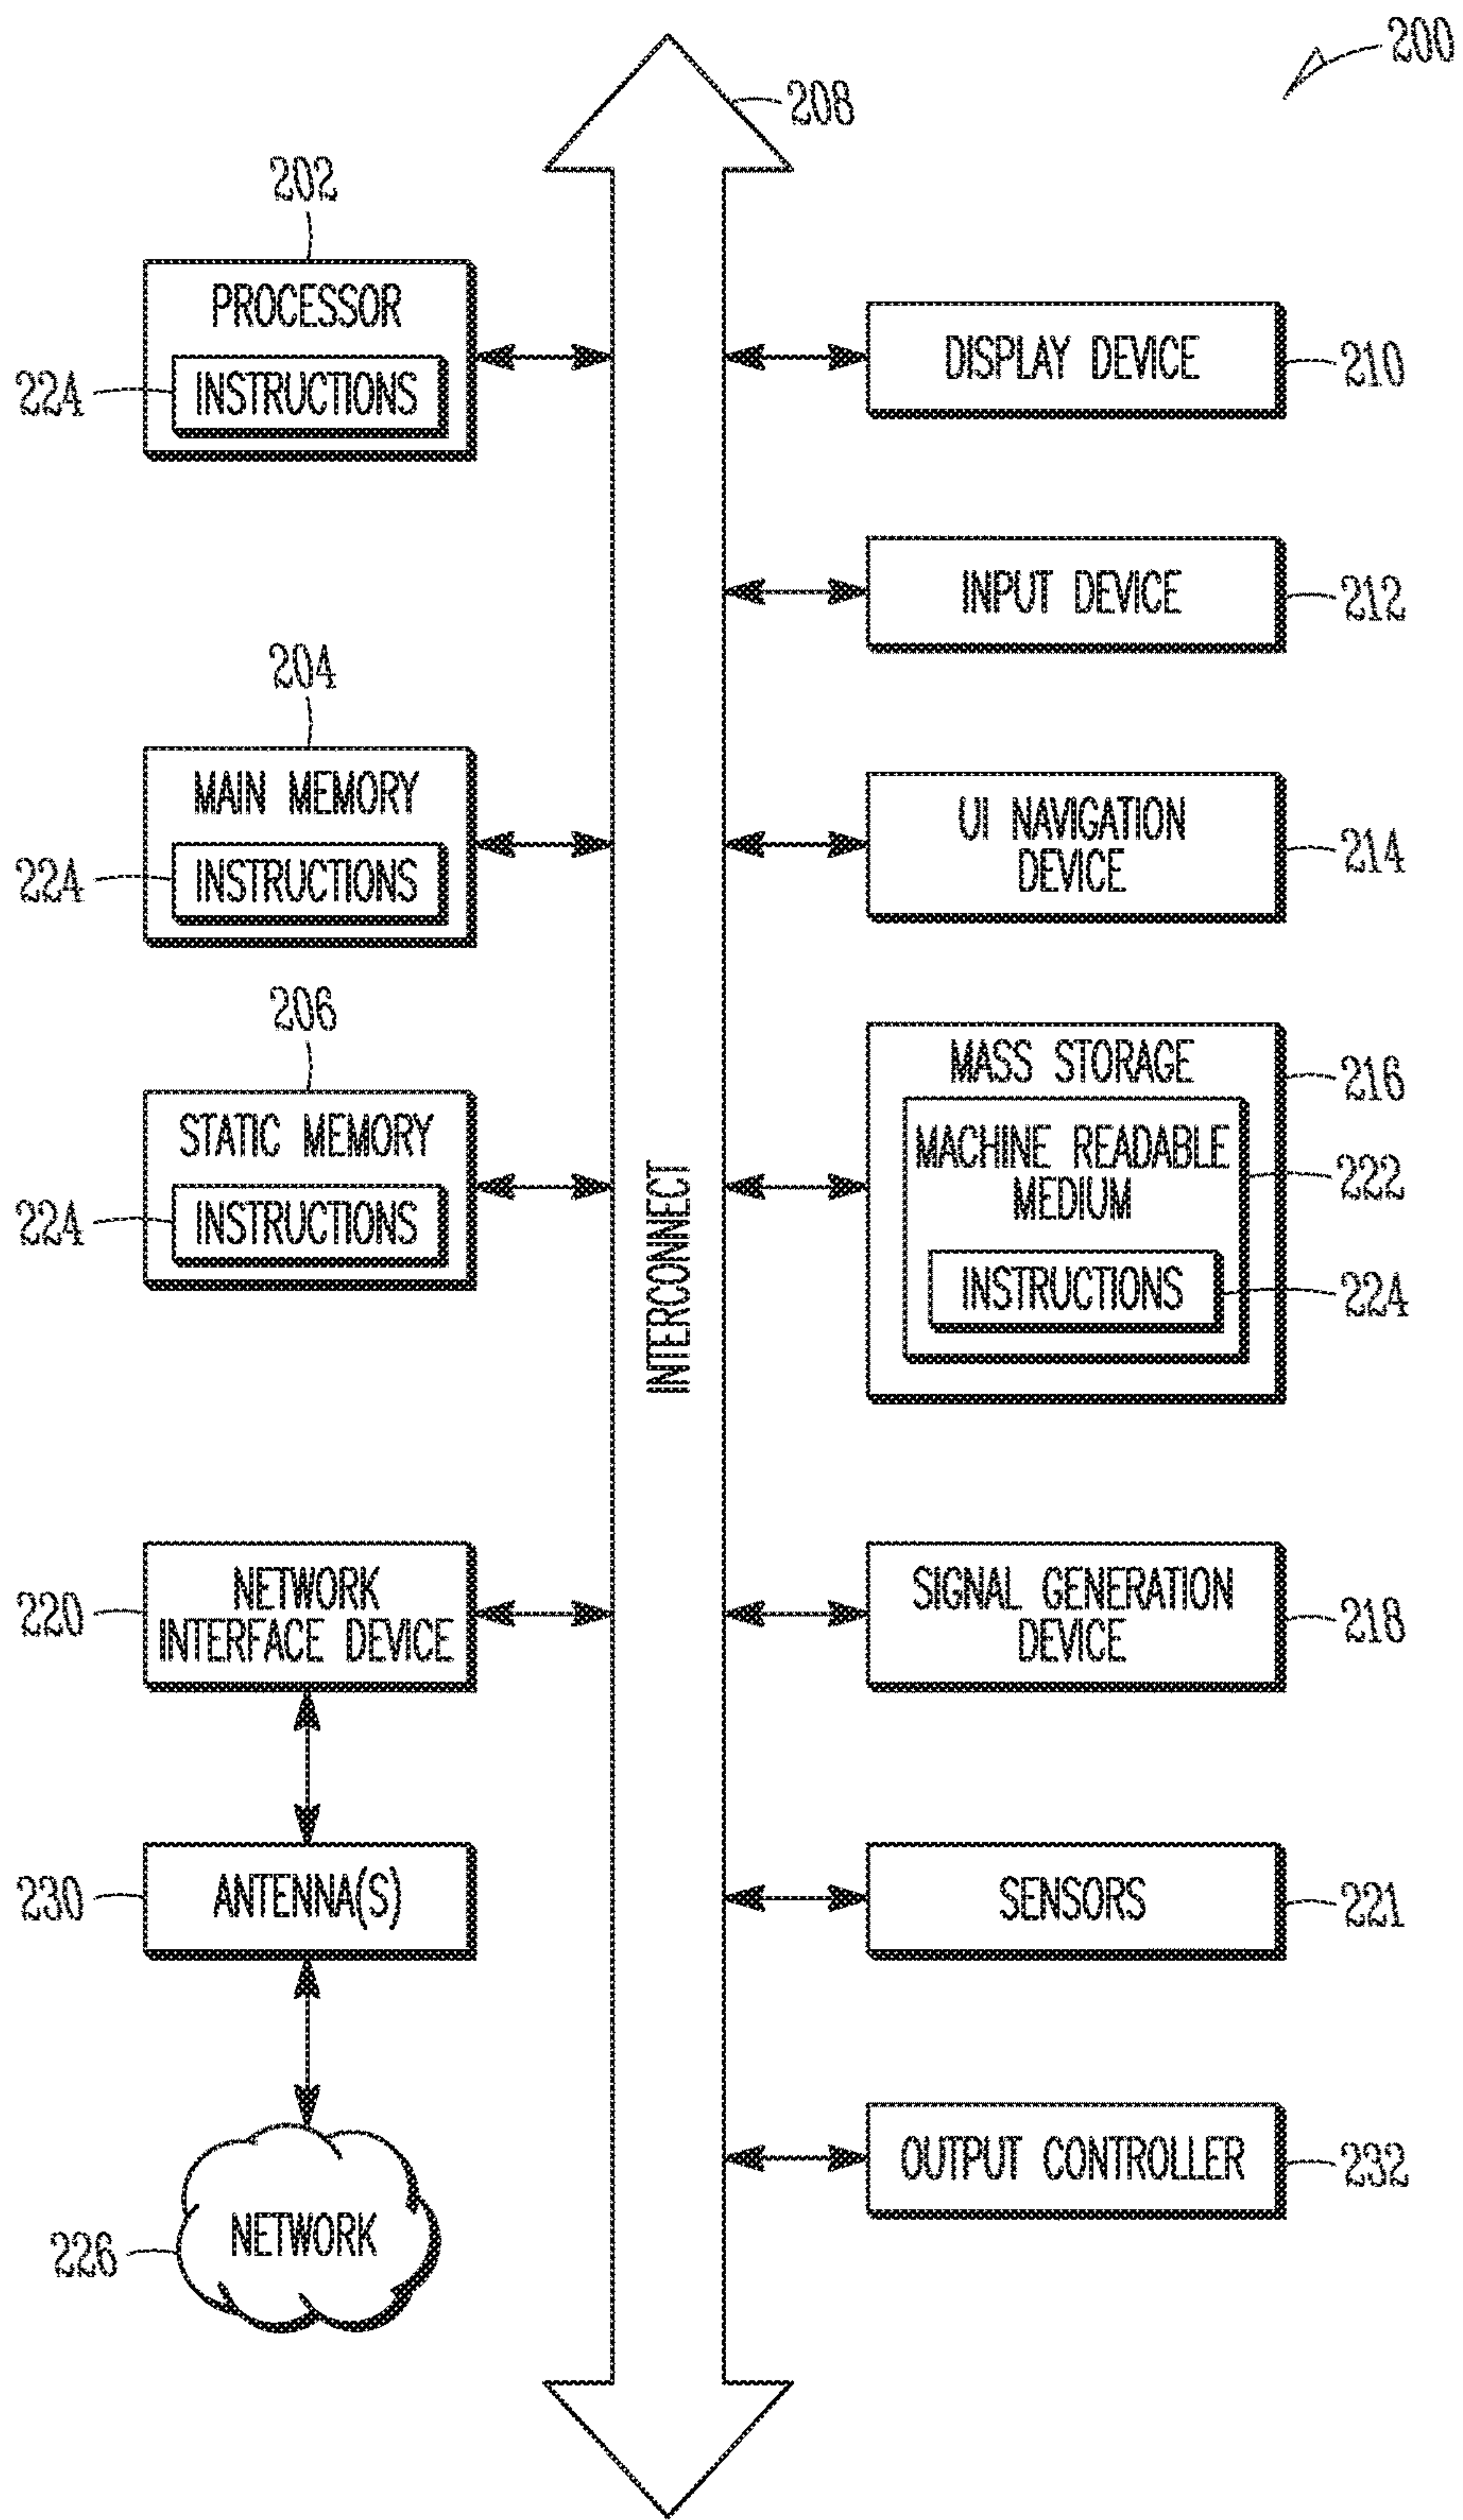 200
208
202
PROCESSOR
224
INSTRUCTIONS
DISPLAY DEVICE
210
INPUT DEVICE
212
204
MAIN MEMORY
224
INSTRUCTIONS
UI NAVIGATION
DEVICE
214
206
STATIC MEMORY
224
INSTRUCTIONS
INTERCONNECT
MASS STORAGE
216
MACHINE READABLE
MEDIUM
222
INSTRUCTIONS
224
220
NETWORK
INTERFACE DEVICE
SIGNAL GENERATION
DEVICE
218
230
ANTENNA(S)
SENSORS
221
OUTPUT CONTROLLER
232
226
NETWORK